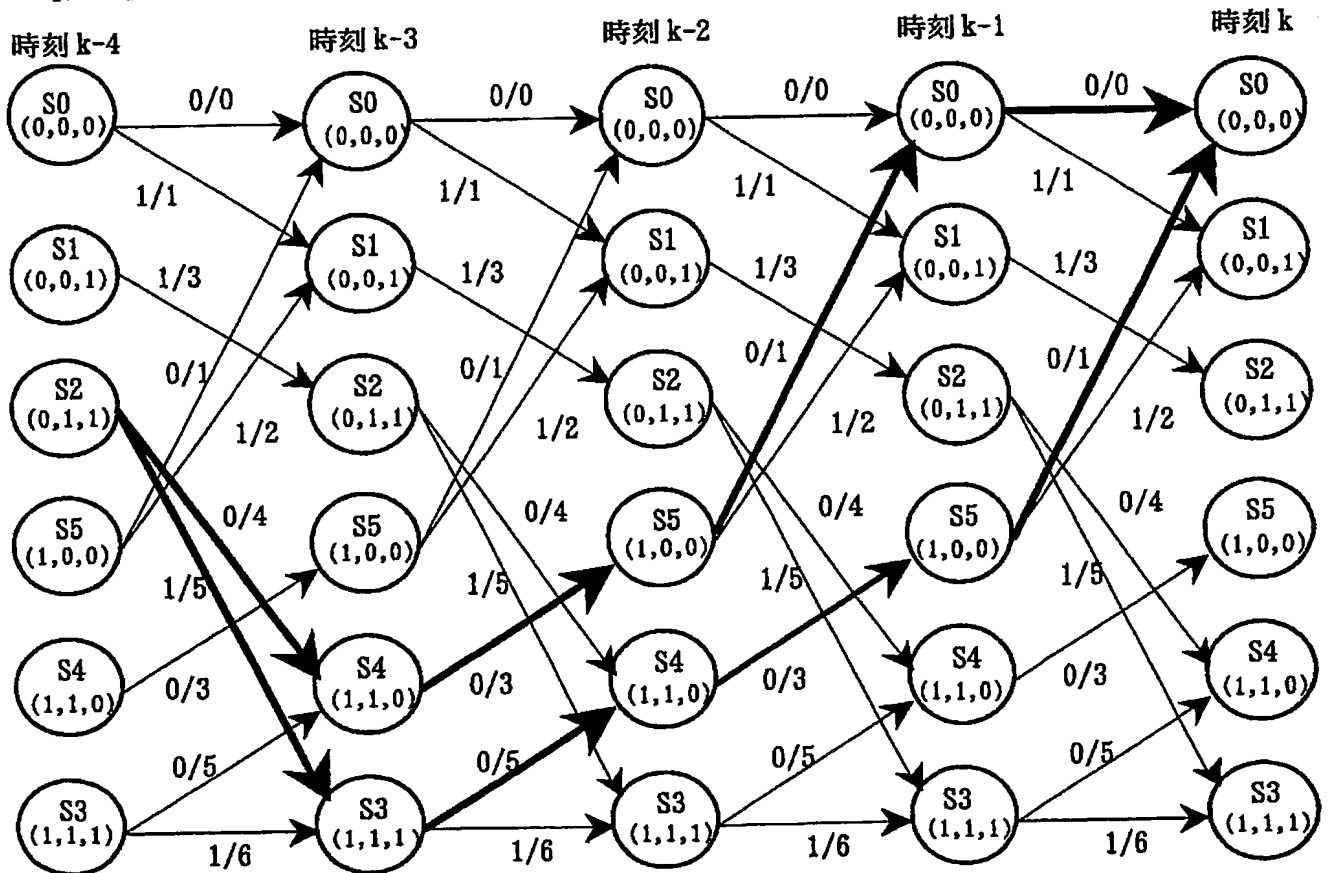 時刻 k-4 時刻 k-3 時刻 k-2 時刻 k-1 時刻 k
S0 S0 S0 S0 S0
(0,0,0) (0,0,0) (0,0,0) (0,0,0) (0,0,0)
0/0 0/0 0/0 0/0
1/1 1/1 1/1 1/1
S1 S1 S1 S1 S1
(0,0,1) (0,0,1) (0,0,1) (0,0,1) (0,0,1)
1/3 1/3 1/3 1/3
S2 S2 S2 S2 S2
(0,1,1) (0,1,1) (0,1,1) (0,1,1) (0,1,1)
0/1 0/1 0/1 0/1
1/2 1/2 1/2 1/2
S5 S5 S5 S5 S5
(1,0,0) (1,0,0) (1,0,0) (1,0,0) (1,0,0)
0/4 0/4 0/4 0/4
1/5 1/5 1/5 1/5
S4 S4 S4 S4 S4
(1,1,0) (1,1,0) (1,1,0) (1,1,0) (1,1,0)
0/3 0/3 0/3 0/3
0/5 0/5 0/5 0/5
S3 S3 S3 S3 S3
(1,1,1) (1,1,1) (1,1,1) (1,1,1) (1,1,1)
1/6 1/6 1/6 1/6